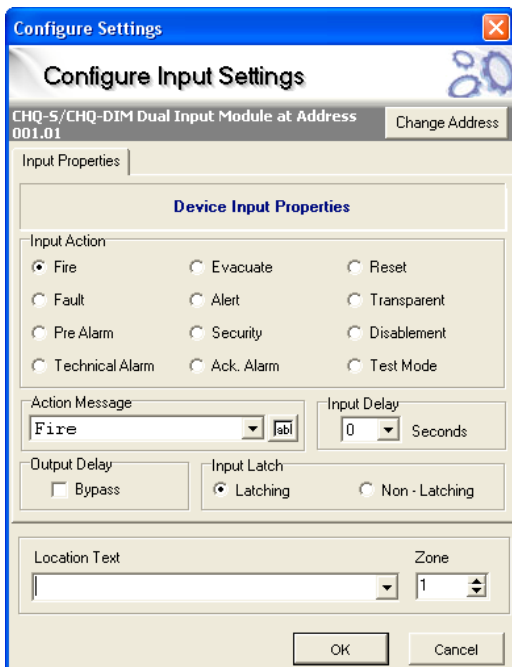 Configure Settings
Configure Input Settings
CHQ-S/CHQ-DIM Dual Input Module at Address
001.01
Change Address
Input Properties
Device Input Properties
Input Action
Fire
Evacuate
Reset
Fault
Alert
Transparent
Pre Alarm
Security
Disablement
Technical Alarm
Ack. Alarm
Test Mode
Action Message
Input Delay
Fire
abl
0
Seconds
Output Delay
Input Latch
Bypass
Latching
Non - Latching
Location Text
Zone
1
OK
Cancel